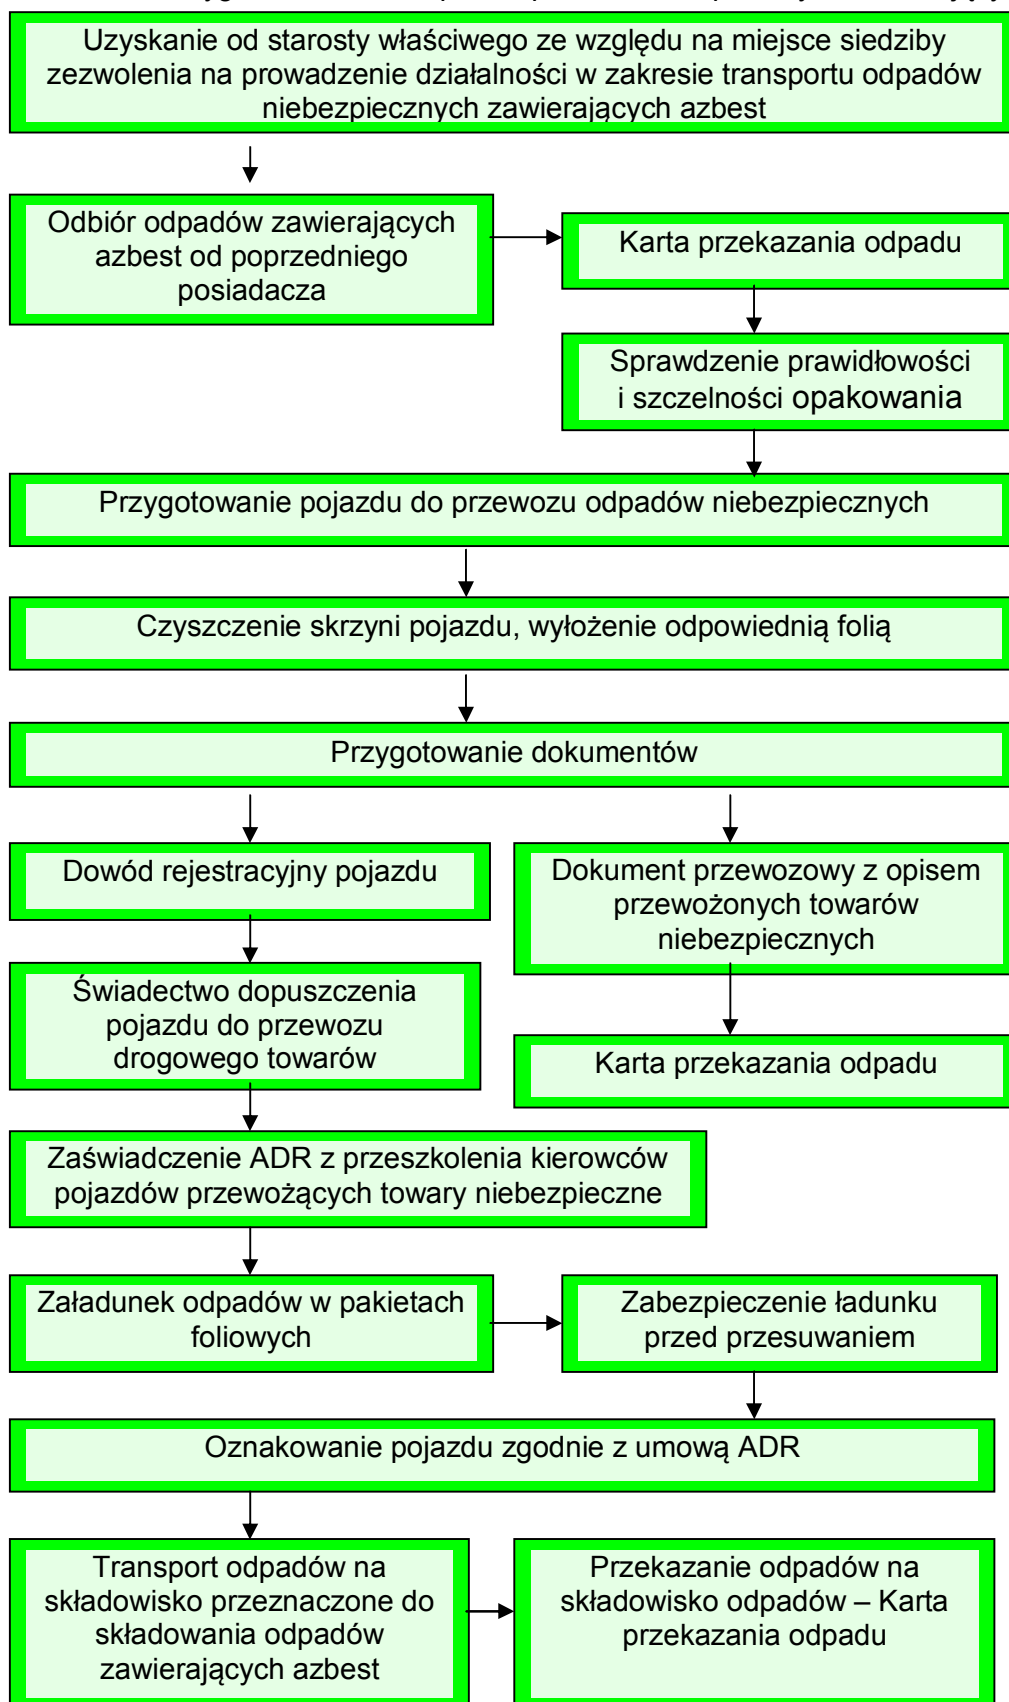 Uzyskanie od starosty właściwego ze względu na miejsce siedziby
zezwolenia na prowadzenie działalności w zakresie transportu odpadów
niebezpiecznych zawierających azbest
Odbiór odpadów zawierających
azbest od poprzedniego
posiadacza
Karta przekazania odpadu
Sprawdzenie prawidłowości
i szczelności opakowania
Przygotowanie pojazdu do przewozu odpadów niebezpiecznych
Czyszczenie skrzyni pojazdu, wyłożenie odpowiednią folią
Przygotowanie dokumentów
Dowód rejestracyjny pojazdu
Dokument przewozowy z opisem
przewożonych towarów
niebezpiecznych
Świadectwo dopuszczenia
pojazdu do przewozu
drogowego towarów
Karta przekazania odpadu
Zaświadczenie ADR z przeszkolenia kierowców
pojazdów przewożących towary niebezpieczne
Załadunek odpadów w pakietach
foliowych
Zabezpieczenie ładunku
przed przesuwaniem
Oznakowanie pojazdu zgodnie z umową ADR
Transport odpadów na
składowisko przeznaczone do
składowania odpadów
zawierających azbest
Przekazanie odpadów na
składowisko odpadów – Karta
przekazania odpadu